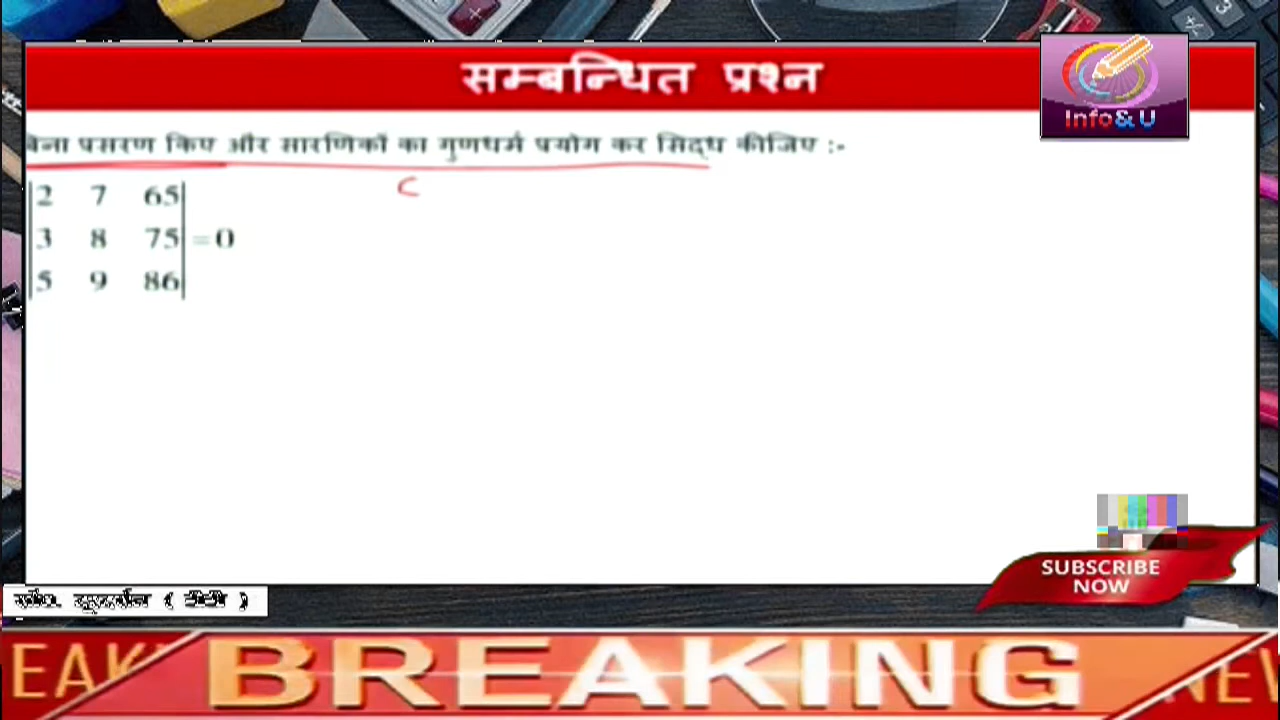 सम्बन्धित प्रश्न
Info& U
बिना प्रसरण किए और सारणिकों का गुणधर्म प्रयोग कर सिद्ध कीजिए :-
2 7 65
3 8 75 = 0
5 9 86
SUBSCRIBE
NOW
BREAKING